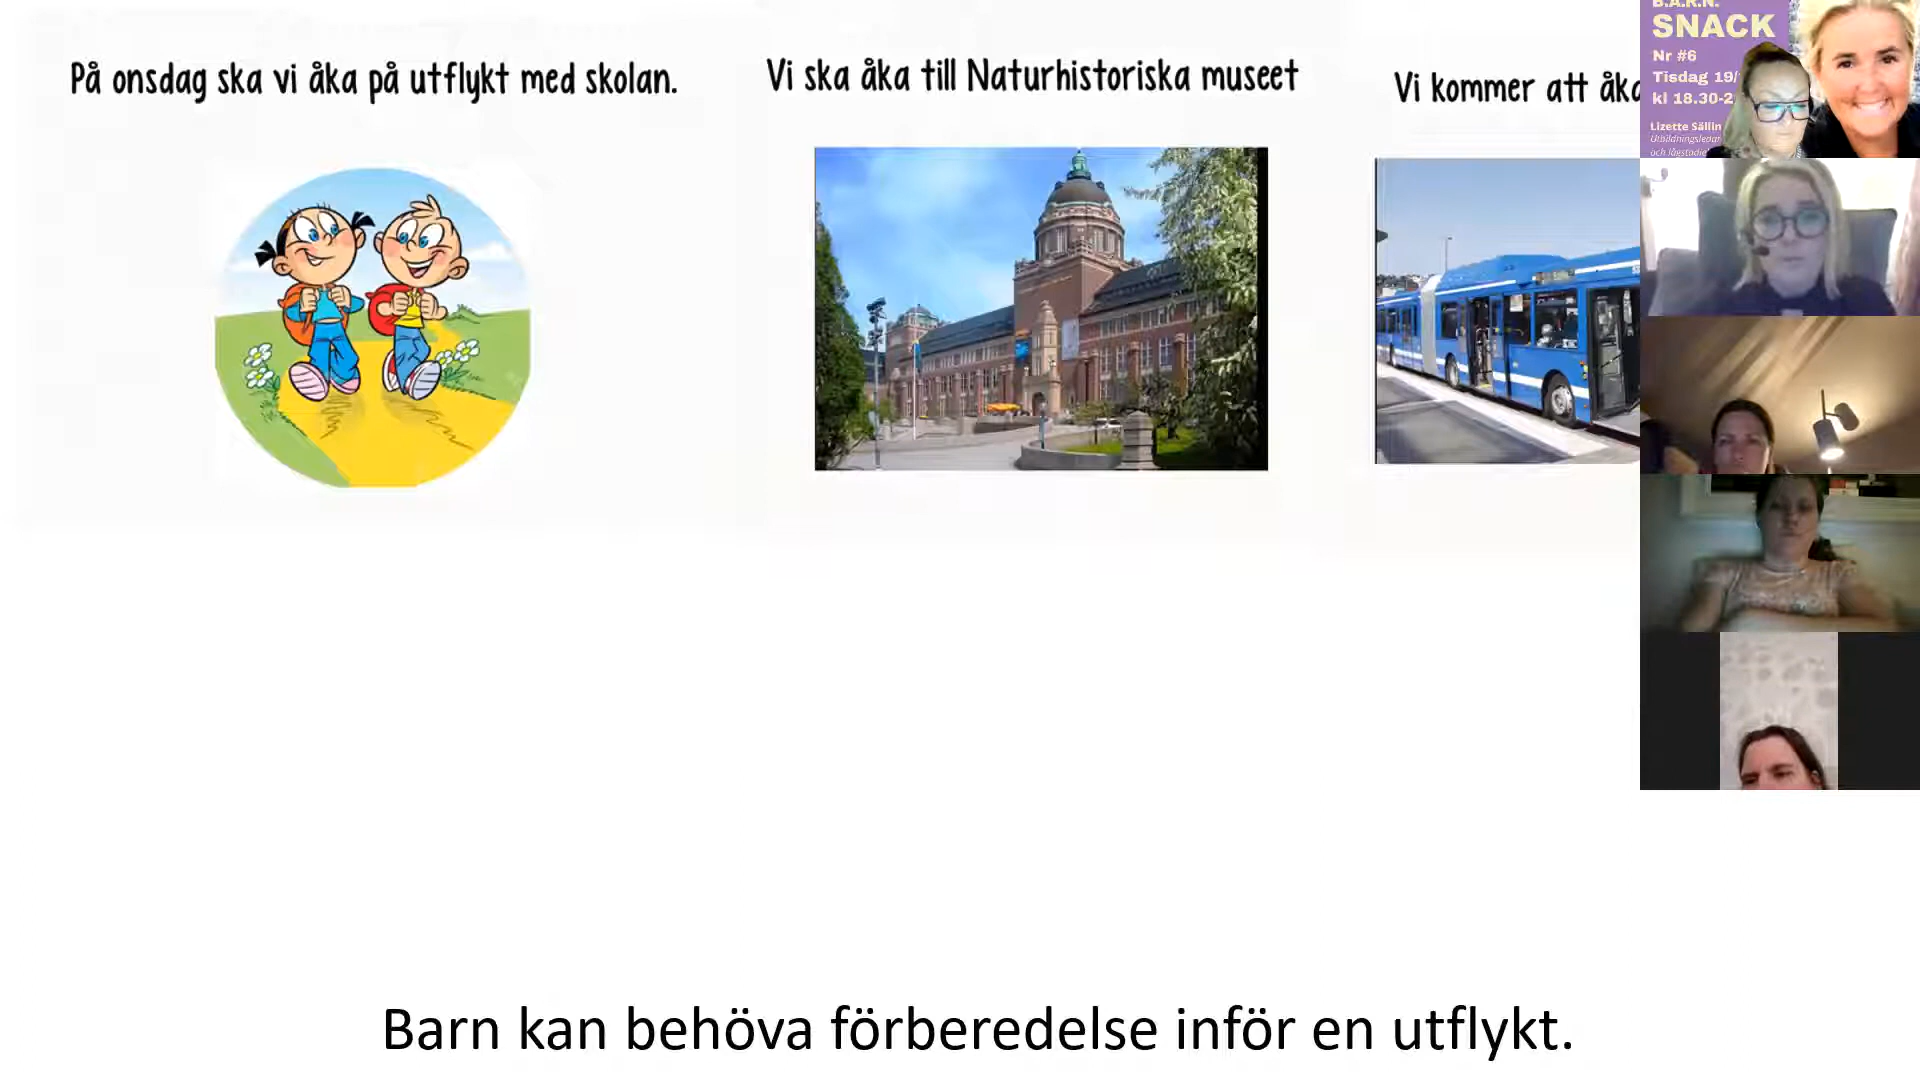 På onsdag ska vi åka på utflykt med skolan.
Vi ska åka till Naturhistoriska museet
Vi kommer att åka
B.A.R.N.
SNACK
Nr #6
Tisdag 19/
kl 18.30-2
Lizette Sällin
Utbildningsledar
och lågstadie
Barn kan behöva förberedelse inför en utflykt.